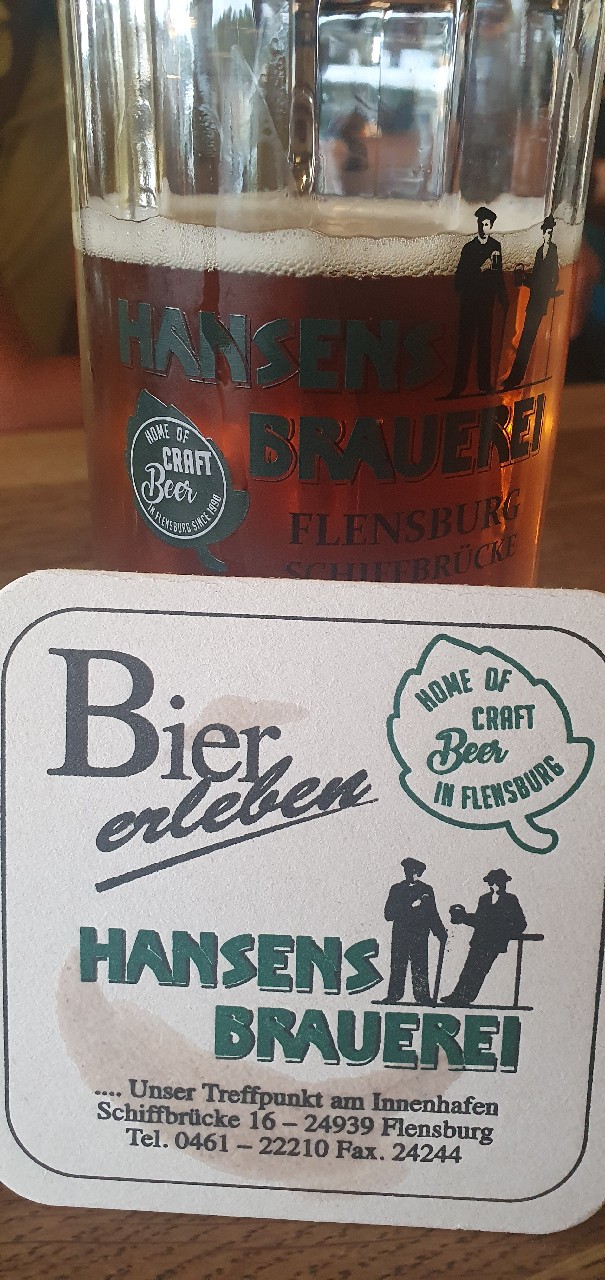 HANSENS
BRAUEREI
HOME OF
CRAFT
Beer
IN FLENSBURG SINCE 1990
FLENSBURG
SCHIFFBRÜCKE
Bier
erleben
HOME OF
CRAFT
Beer
IN FLENSBURG
HANSENS
BRAUEREI
.... Unser Treffpunkt am Innenhafen
Schiffbrücke 16 – 24939 Flensburg
Tel. 0461 – 22210 Fax. 24244